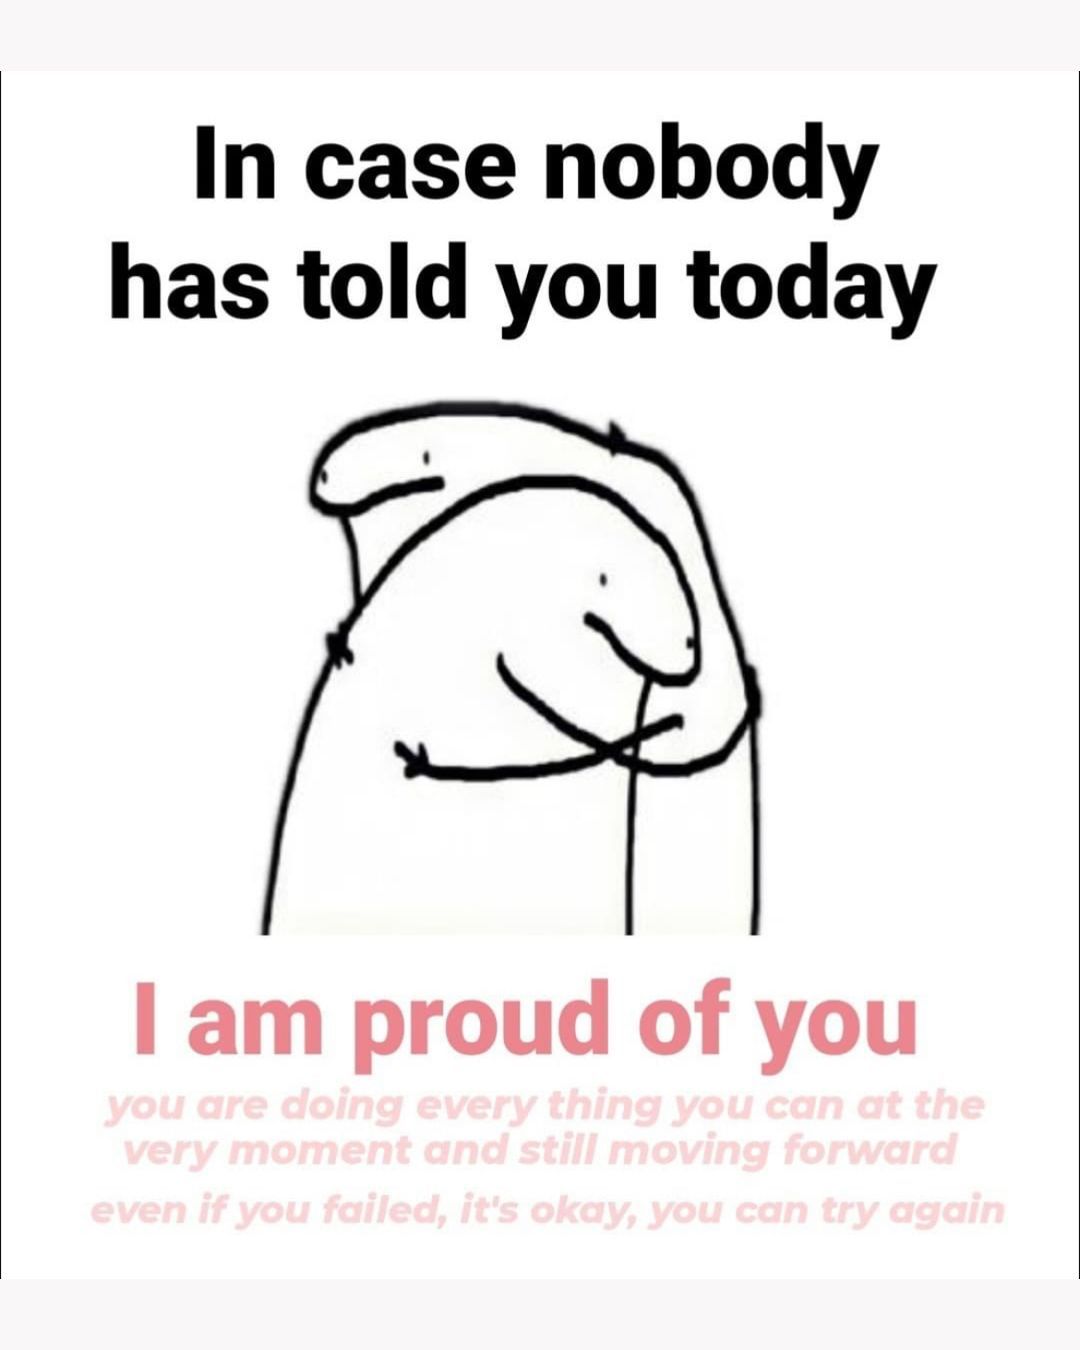 In case nobody
has told you today
I am proud of you
you are doing every thing you can at the
very moment and still moving forward
even if you failed, it's okay, you can try again